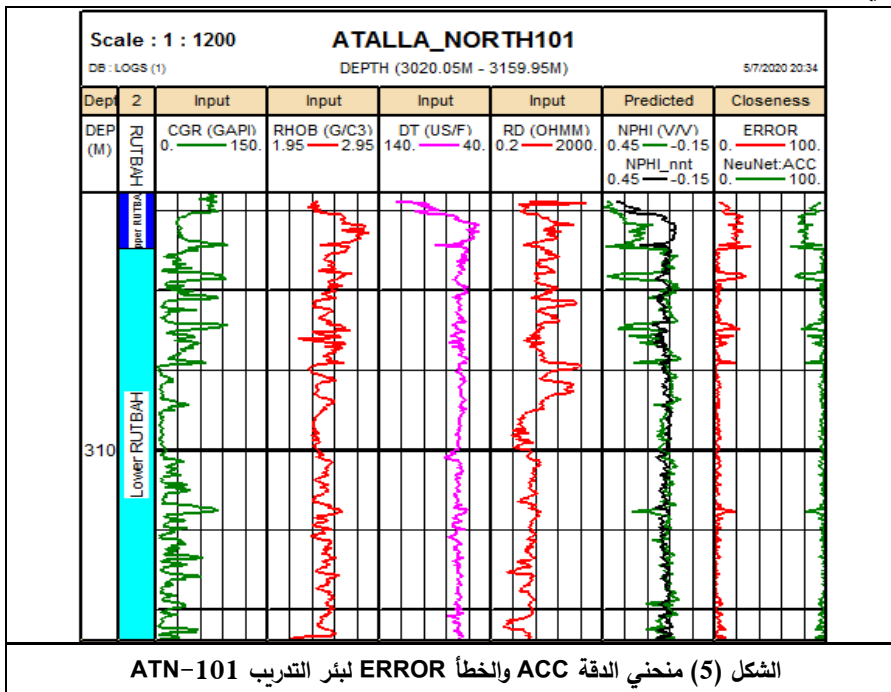 Scale : 1 : 1200
ATALLA_NORTH101
DB : LOGS (1)
DEPTH (3020.05M - 3159.95M)
5/7/2020 20:34
Dept 2 Input Input Input Input Predicted Closeness
DEP (M)
RUTBAH
CGR (GAPI)
0. 150.
RHOB (G/C3)
1.95 2.95
DT (US/F)
140. 40.
RD (OHMM)
0.2 2000.
NPHI (V/V)
0.45 -0.15
NPHI_nnt
0.45 -0.15
ERROR
0. 100.
NeuNet:ACC
0. 100.
pper RUTBA
310
Lower RUTBAH
الشكل (5) منحني الدقة ACC والخطأ ERROR لبئر التدريب ATN-101